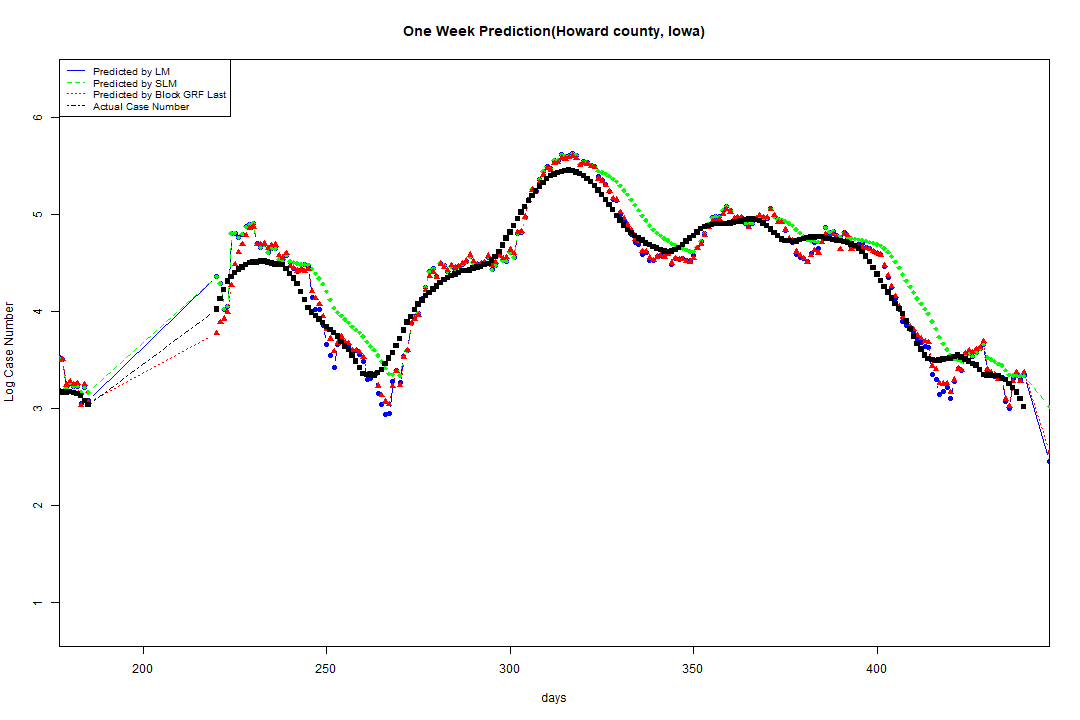 One Week Prediction(Howard county, Iowa)
Predicted by LM
Predicted by SLM
Predicted by Block GRF Last
Actual Case Number
Log Case Number
6
5
4
3
2
1
200
250
300
350
400
days